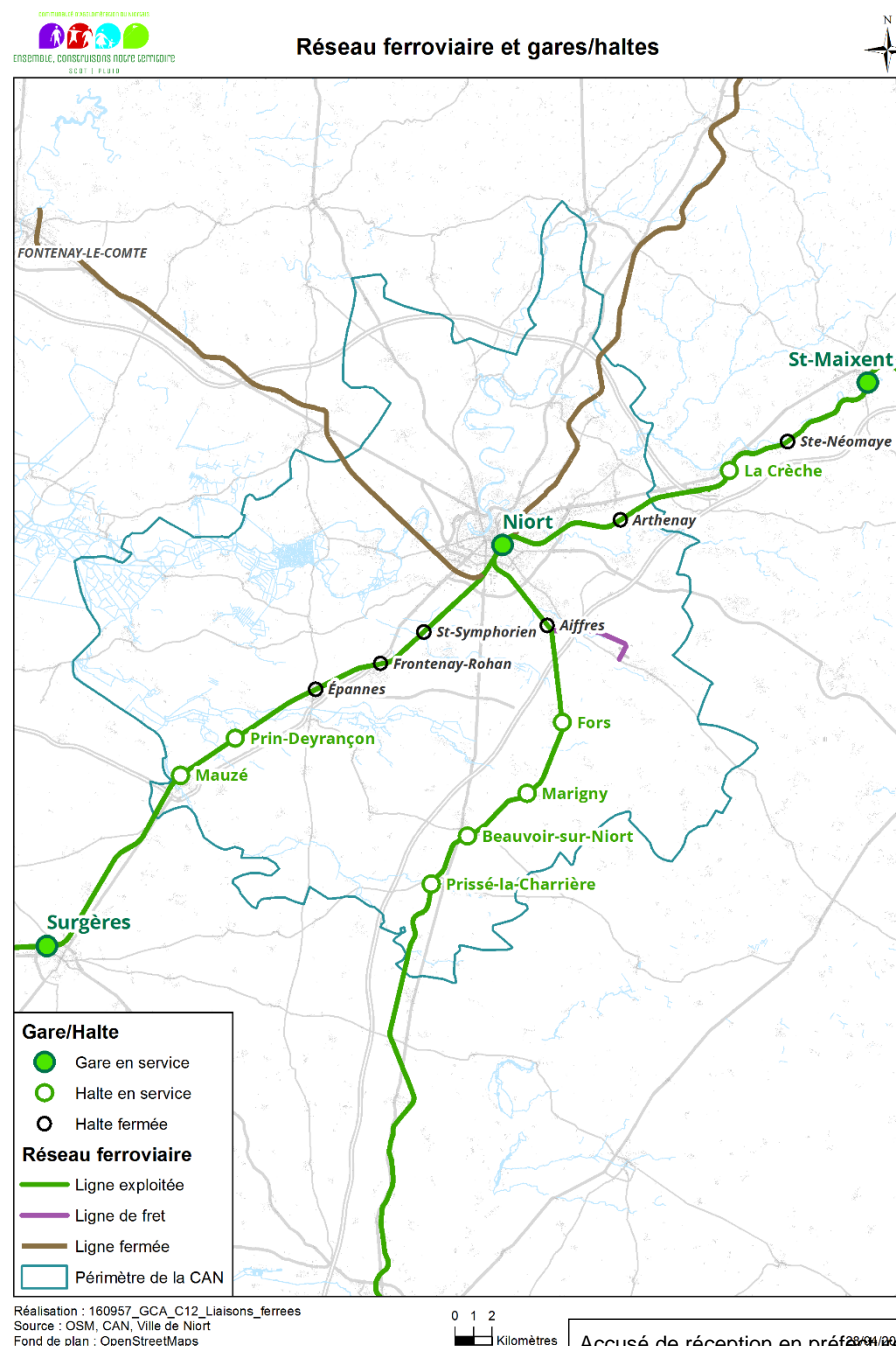 ENSEMBLE, CONSTRUISONS NOTRE TERRITOIRE
SCOT | PLUID
Réseau ferroviaire et gares/haltes
N
FONTENAY-LE-COMTE
St-Maixent
Ste-Néomaye
La Crèche
Niort
Arthenay
St-Symphorien
Aiffres
Frontenay-Rohan
Épannes
Fors
Prin-Deyrançon
Mauzé
Marigny
Beauvoir-sur-Niort
Prissé-la-Charrière
Surgères
Gare/Halte
Gare en service
Halte en service
Halte fermée
Réseau ferroviaire
Ligne exploitée
Ligne de fret
Ligne fermée
Périmètre de la CAN
Réalisation : 160957_GCA_C12_Liaisons_ferrees
Source : OSM, CAN, Ville de Niort
Fond de plan : OpenStreetMaps
0 1 2
Kilomètres
Accusé de réception en